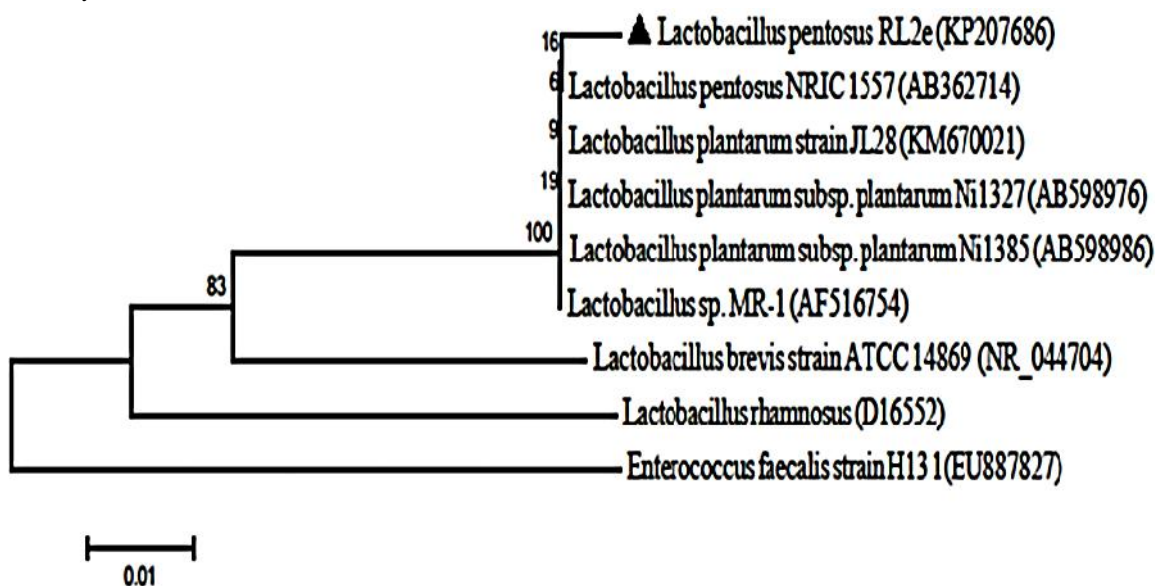 16
▲ Lactobacillus pentosus RL2e (KP207686)
6
Lactobacillus pentosus NRIC 1557 (AB362714)
9
Lactobacillus plantarum strain JL28 (KM670021)
19
Lactobacillus plantarum subsp. plantarum Ni1327 (AB598976)
100
Lactobacillus plantarum subsp. plantarum Ni1385 (AB598986)
83
Lactobacillus sp. MR-1 (AF516754)
Lactobacillus brevis strain ATCC 14869 (NR_044704)
Lactobacillus rhamnosus (D16552)
Enterococcus faecalis strain H13 1(EU887827)
0.01